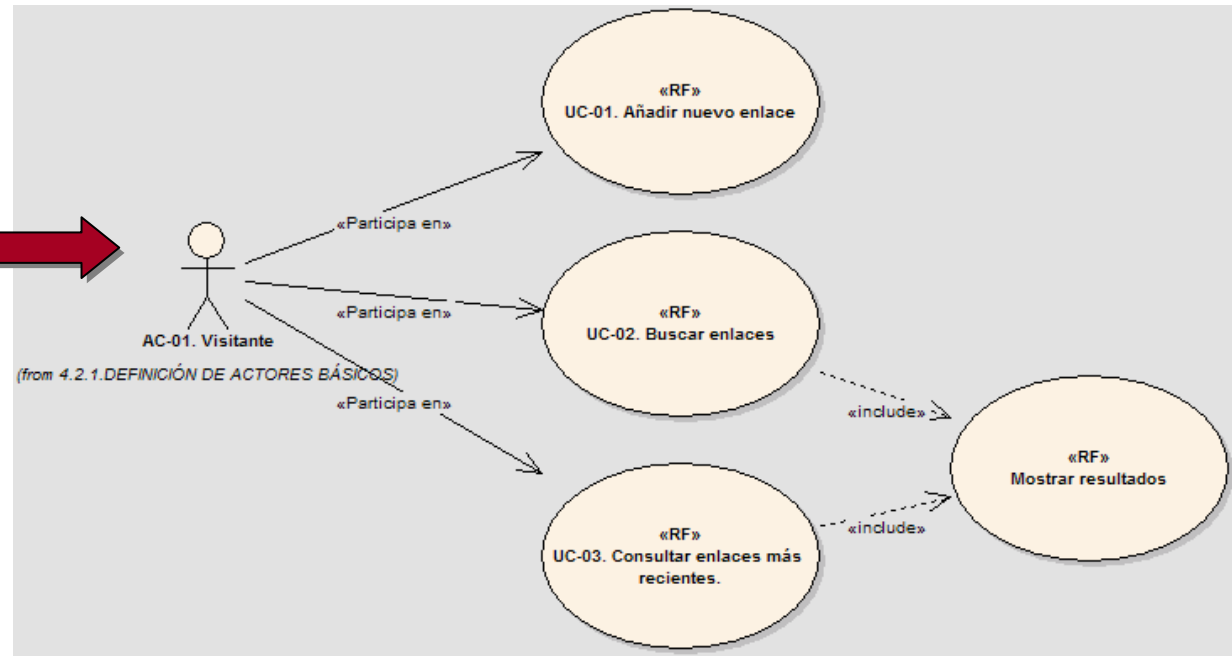 «RF»
UC-01. Añadir nuevo enlace
«Participa en»
«Participa en»
AC-01. Visitante
(from 4.2.1.DEFINICIÓN DE ACTORES BÁSICOS)
«Participa en»
«RF»
UC-02. Buscar enlaces
«include»
«RF»
Mostrar resultados
«include»
«RF»
UC-03. Consultar enlaces más
recientes.